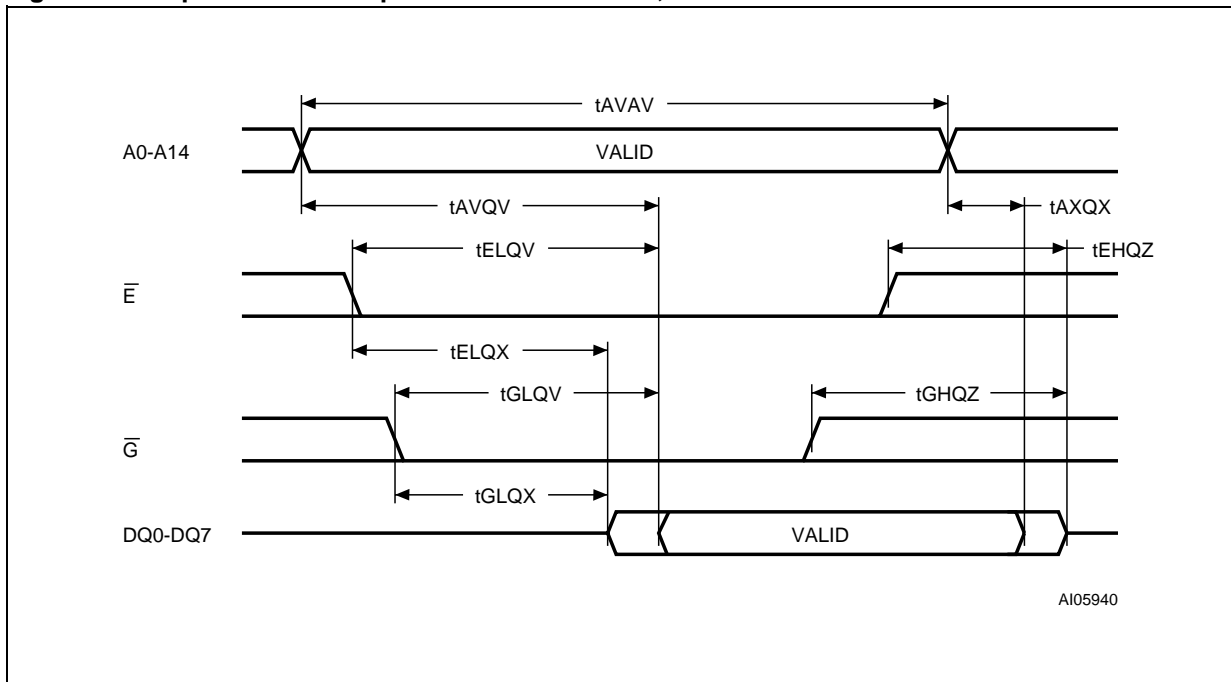 tAVAV
A0-A14
VALID
tAVQV
tAXQX
tELQV
tEHQZ
E̅
tELQX
tGLQV
tGHQZ
G̅
tGLQX
DQ0-DQ7
VALID
AI05940